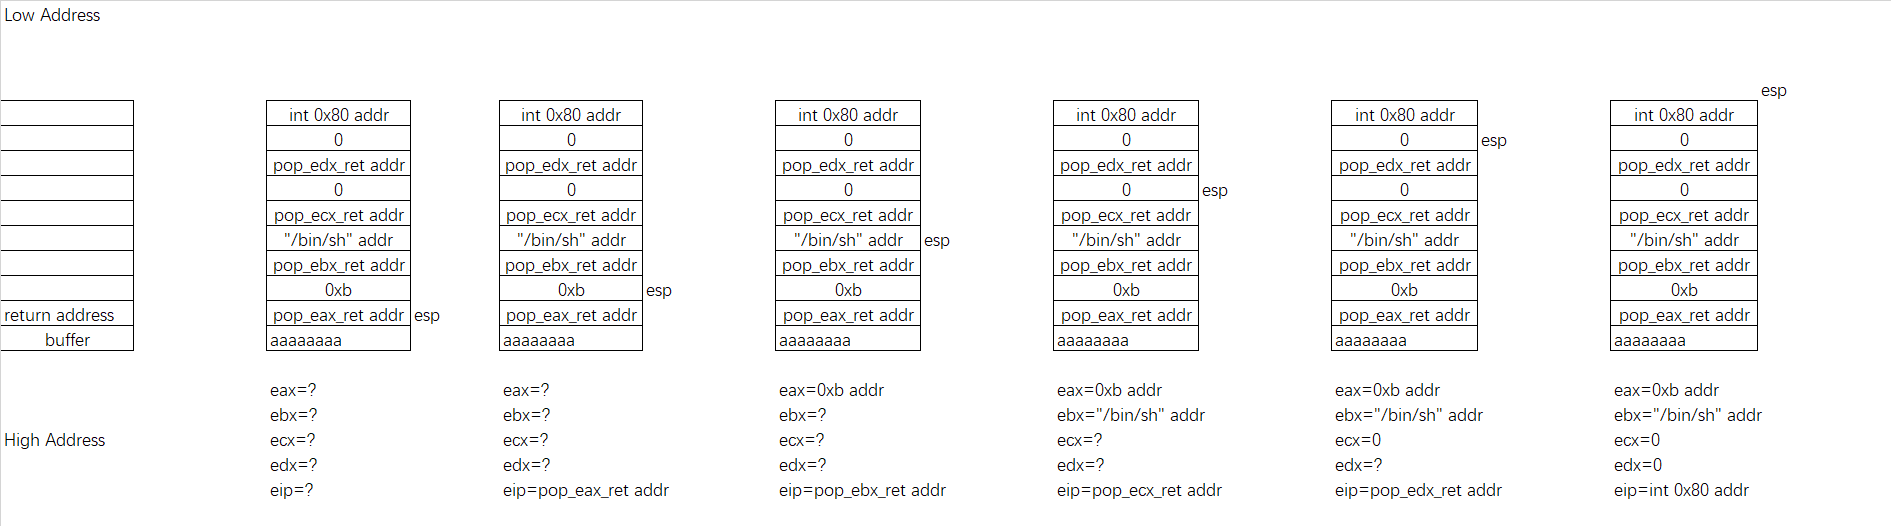 Low Address
esp
int 0x80 addr int 0x80 addr int 0x80 addr int 0x80 addr int 0x80 addr int 0x80 addr
0 0 0 0 0 esp 0
pop_edx_ret addr pop_edx_ret addr pop_edx_ret addr pop_edx_ret addr pop_edx_ret addr pop_edx_ret addr
0 0 0 0 esp 0 0
pop_ecx_ret addr pop_ecx_ret addr pop_ecx_ret addr pop_ecx_ret addr pop_ecx_ret addr pop_ecx_ret addr
"/bin/sh" addr "/bin/sh" addr "/bin/sh" addr esp "/bin/sh" addr "/bin/sh" addr "/bin/sh" addr
pop_ebx_ret addr pop_ebx_ret addr pop_ebx_ret addr pop_ebx_ret addr pop_ebx_ret addr pop_ebx_ret addr
0xb 0xb esp 0xb 0xb 0xb 0xb
return address pop_eax_ret addr esp pop_eax_ret addr pop_eax_ret addr pop_eax_ret addr pop_eax_ret addr pop_eax_ret addr
buffer aaaaaaaa aaaaaaaa aaaaaaaa aaaaaaaa aaaaaaaa aaaaaaaa
eax=? eax=? eax=0xb addr eax=0xb addr eax=0xb addr eax=0xb addr
ebx=? ebx=? ebx=? ebx="/bin/sh" addr ebx="/bin/sh" addr ebx="/bin/sh" addr
High Address ecx=? ecx=? ecx=? ecx=? ecx=0 ecx=0
edx=? edx=? edx=? edx=? edx=? edx=0
eip=? eip=pop_eax_ret addr eip=pop_ebx_ret addr eip=pop_ecx_ret addr eip=pop_edx_ret addr eip=int 0x80 addr